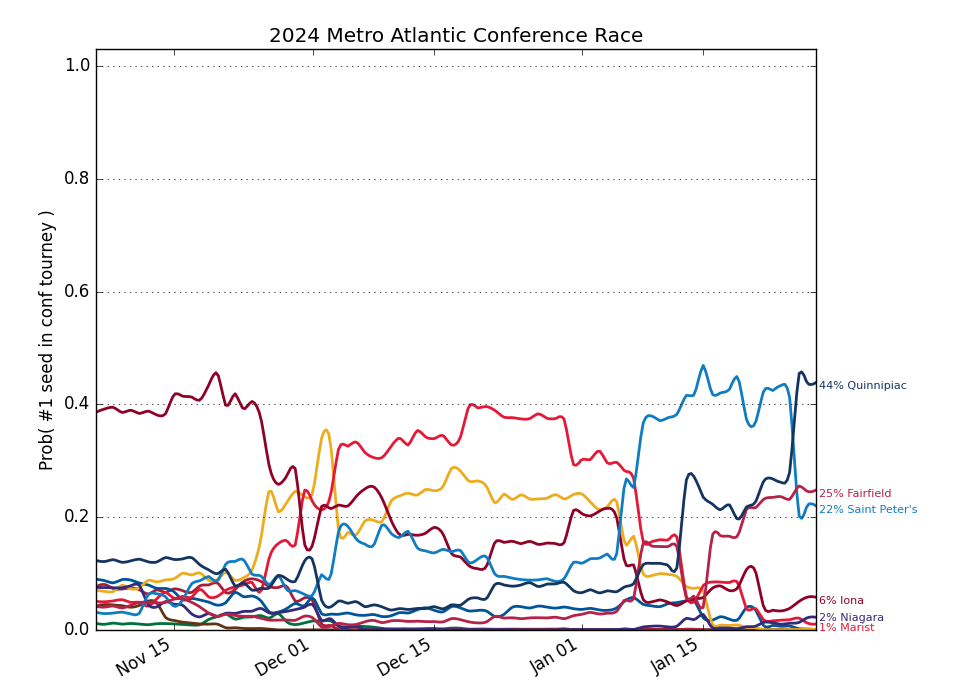 2024 Metro Atlantic Conference Race
Prob( #1 seed in conf tourney )
1.0
0.8
0.6
0.4
0.2
0.0
Nov 15
Dec 01
Dec 15
Jan 01
Jan 15
44% Quinnipiac
25% Fairfield
22% Saint Peter's
6% Iona
2% Niagara
1% Marist